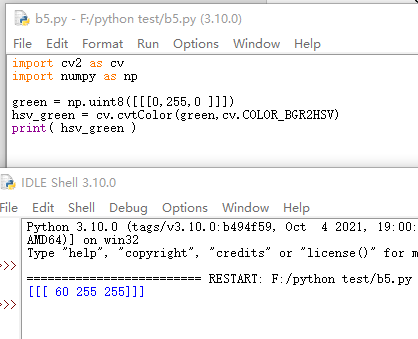 b5.py - F:/python test/b5.py (3.10.0)
File Edit Format Run Options Window Help
import cv2 as cv
import numpy as np
green = np.uint8([[[0,255,0 ]]])
hsv_green = cv.cvtColor(green,cv.COLOR_BGR2HSV)
print( hsv_green )
IDLE Shell 3.10.0
File Edit Shell Debug Options Window Help
Python 3.10.0 (tags/v3.10.0:b494f59, Oct  4 2021, 19:00:
AMD64)] on win32
Type "help", "copyright", "credits" or "license()" for m
>>>
========================= RESTART: F:/python test/b5.py
[[[ 60 255 255]]]
>>>